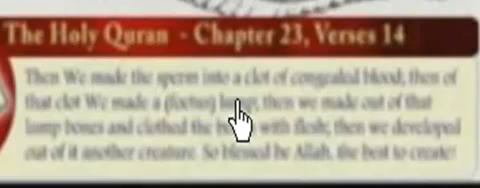 The Holy Quran - Chapter 23, Verses 14
Then We made the sperm into a clot of congealed blood; then of
that clot We made a (foetus) lump; then we made out of that
lump bones and clothed the with flesh; then we developed
out of it another creature. So blessed be Allah, the best to create!